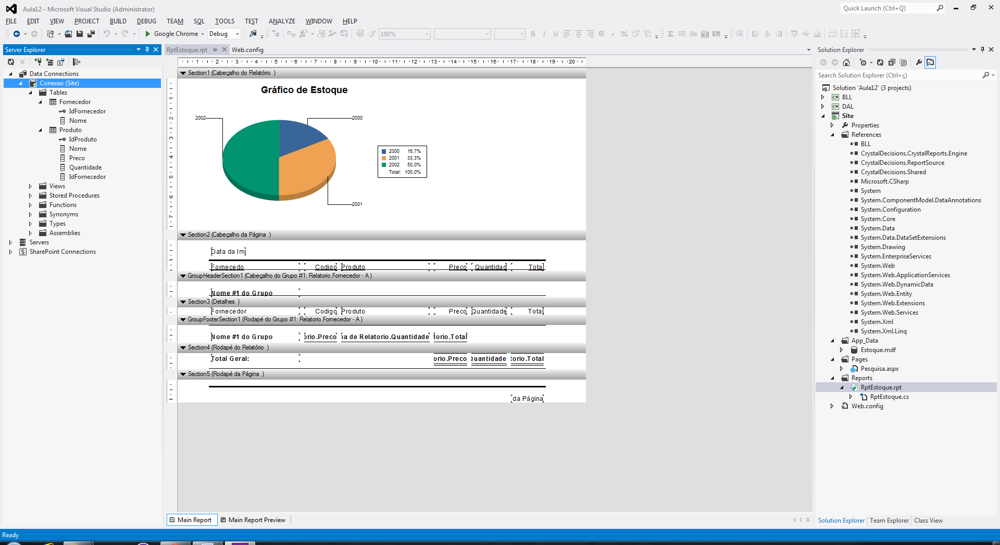 Aula12 - Microsoft Visual Studio (Administrator)
Quick Launch (Ctrl+Q)
FILE EDIT VIEW PROJECT BUILD DEBUG TEAM SQL TOOLS TEST ANALYZE WINDOW HELP
Google Chrome Debug 100% B I U $ , %
Server Explorer
Data Connections
Conexao (Site)
Tables
Fornecedor
IdFornecedor
Nome
Produto
IdProduto
Nome
Preco
Quantidade
IdFornecedor
Views
Stored Procedures
Functions
Synonyms
Types
Assemblies
Servers
SharePoint Connections
RptEstoque.rpt Web.config
1 2 3 4 5 6 7 8 9 10 11 12 13 14 15 16 17 18 19 20
Section1 (Cabeçalho do Relatório )
1 2 3 4 5 6 7
Gráfico de Estoque
2002
2000
2000 16,7%
2001 33,3%
2002 50,0%
Total: 100,0%
2001
Section2 (Cabeçalho da Página )
1
Data da Im
Fornecedo Codigo Produto Preco Quantidad Total
GroupHeaderSection1 (Cabeçalho do Grupo #1: Relatorio.Fornecedor - A )
Nome #1 do Grupo
Section3 (Detalhes )
Fornecedor Codigo Produto Preco Quantidade Total
GroupFooterSection1 (Rodapé do Grupo #1: Relatorio.Fornecedor - A )
Nome #1 do Grupo orio.Preco na de Relatorio.Quantidade torio.Total
Section4 (Rodapé do Relatório )
Total Geral: orio.Preco Quantidade torio.Total
Section5 (Rodapé da Página )
1
da Página
Main Report Main Report Preview
Solution Explorer
Search Solution Explorer (Ctrl+ç)
Solution 'Aula12' (3 projects)
BLL
DAL
Site
Properties
References
BLL
CrystalDecisions.CrystalReports.Engine
CrystalDecisions.ReportSource
CrystalDecisions.Shared
Microsoft.CSharp
System
System.ComponentModel.DataAnnotations
System.Configuration
System.Core
System.Data
System.Data.DataSetExtensions
System.Drawing
System.EnterpriseServices
System.Web
System.Web.ApplicationServices
System.Web.DynamicData
System.Web.Entity
System.Web.Extensions
System.Web.Services
System.Xml
System.Xml.Linq
App_Data
Estoque.mdf
Pages
Pesquisa.aspx
Reports
RptEstoque.rpt
RptEstoque.cs
Web.config
Solution Explorer Team Explorer Class View
Ready